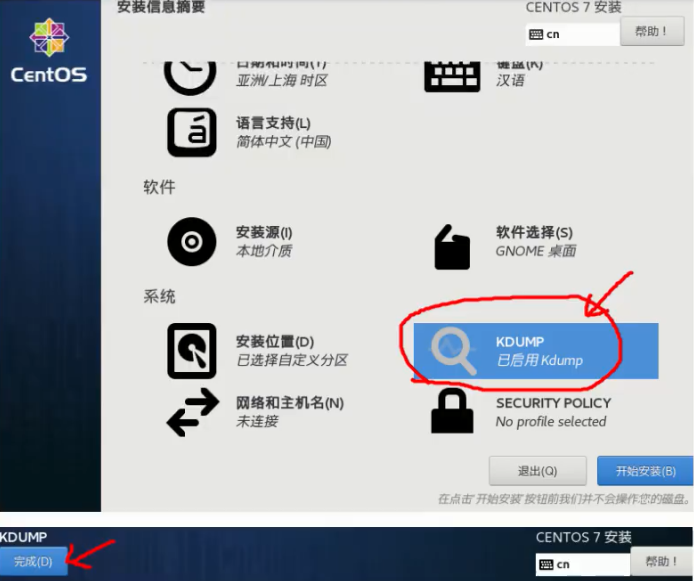 安装信息摘要
CENTOS 7 安装
cn
帮助！
CentOS
日期和时间(T)
亚洲/上海 时区
键盘(K)
汉语
语言支持(L)
简体中文 (中国)
软件
安装源(I)
本地介质
软件选择(S)
GNOME 桌面
系统
安装位置(D)
已选择自定义分区
KDUMP
已启用 Kdump
网络和主机名(N)
未连接
SECURITY POLICY
No profile selected
退出(Q)
开始安装(B)
在点击'开始安装'按钮前我们并不会操作您的磁盘。
KDUMP
CENTOS 7 安装
完成(D)
cn
帮助！